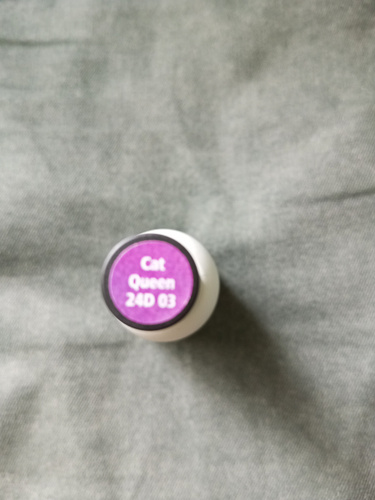 Cat
Queen
24D 03